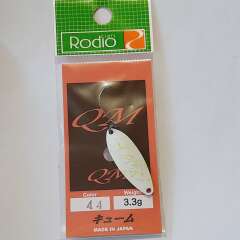 Rodio
QM
Color
Weight
44
3.3g
QM
キューム
MADE IN JAPAN